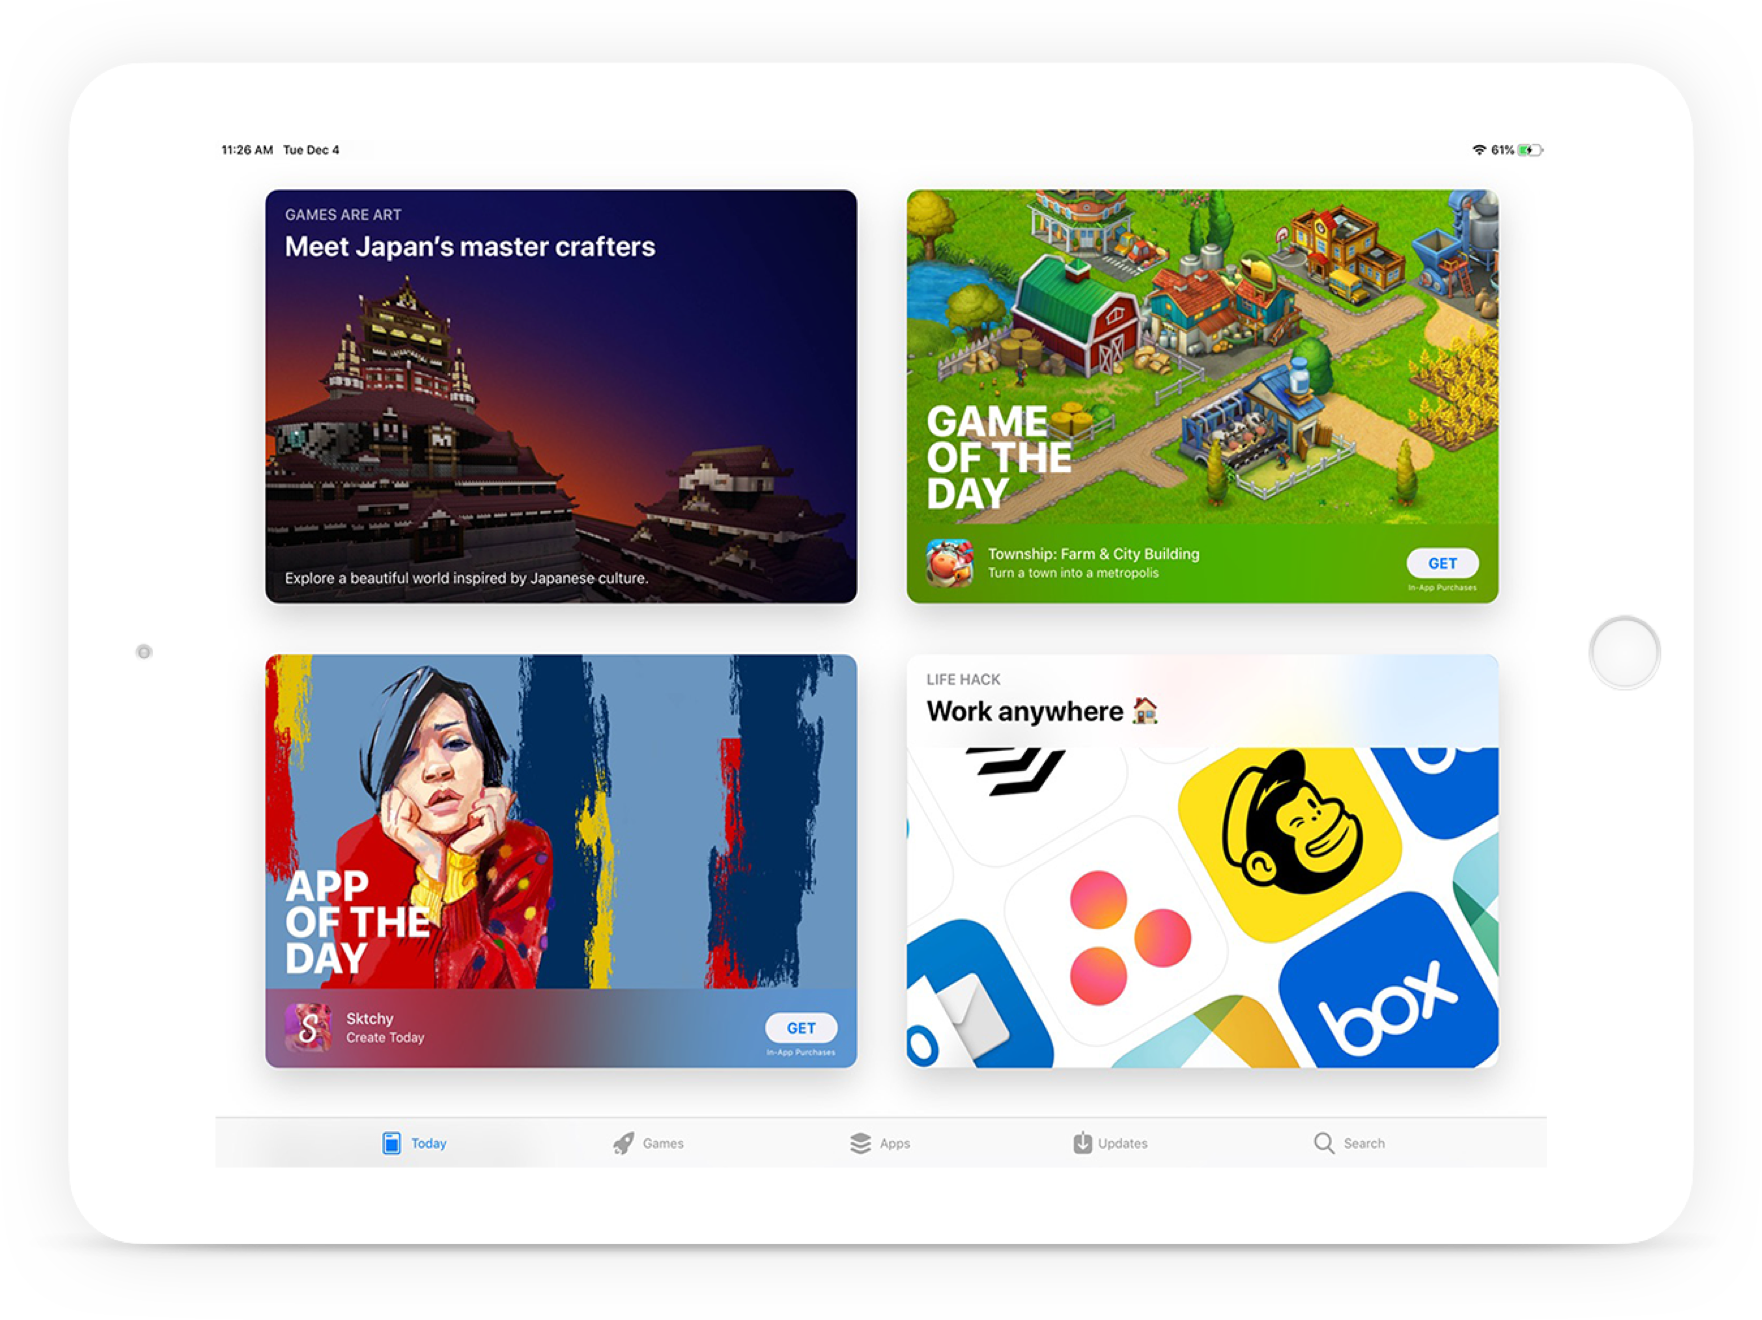 11:26 AM Tue Dec 4
61%
GAMES ARE ART
Meet Japan's master crafters
Explore a beautiful world inspired by Japanese culture.
GAME
OF THE
DAY
Township: Farm & City Building
Turn a town into a metropolis
GET
In-App Purchases
APP
OF THE
DAY
S
Sktchy
Create Today
GET
In-App Purchases
LIFE HACK
Work anywhere 🏠
box
Today
Games
Apps
Updates
Search